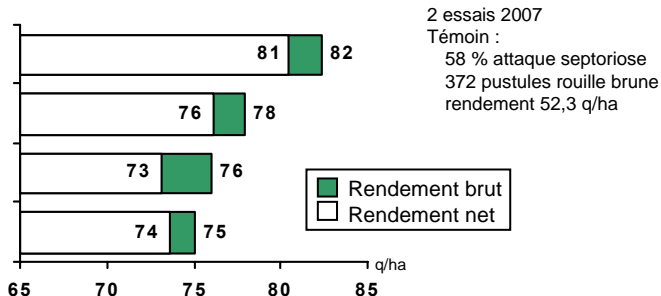 2 essais 2007
Témoin :
58 % attaque septoriose
372 pustules rouille brune
rendement 52,3 q/ha
81 82
76 78
73 76
74 75
Rendement brut
Rendement net
q/ha
65 70 75 80 85